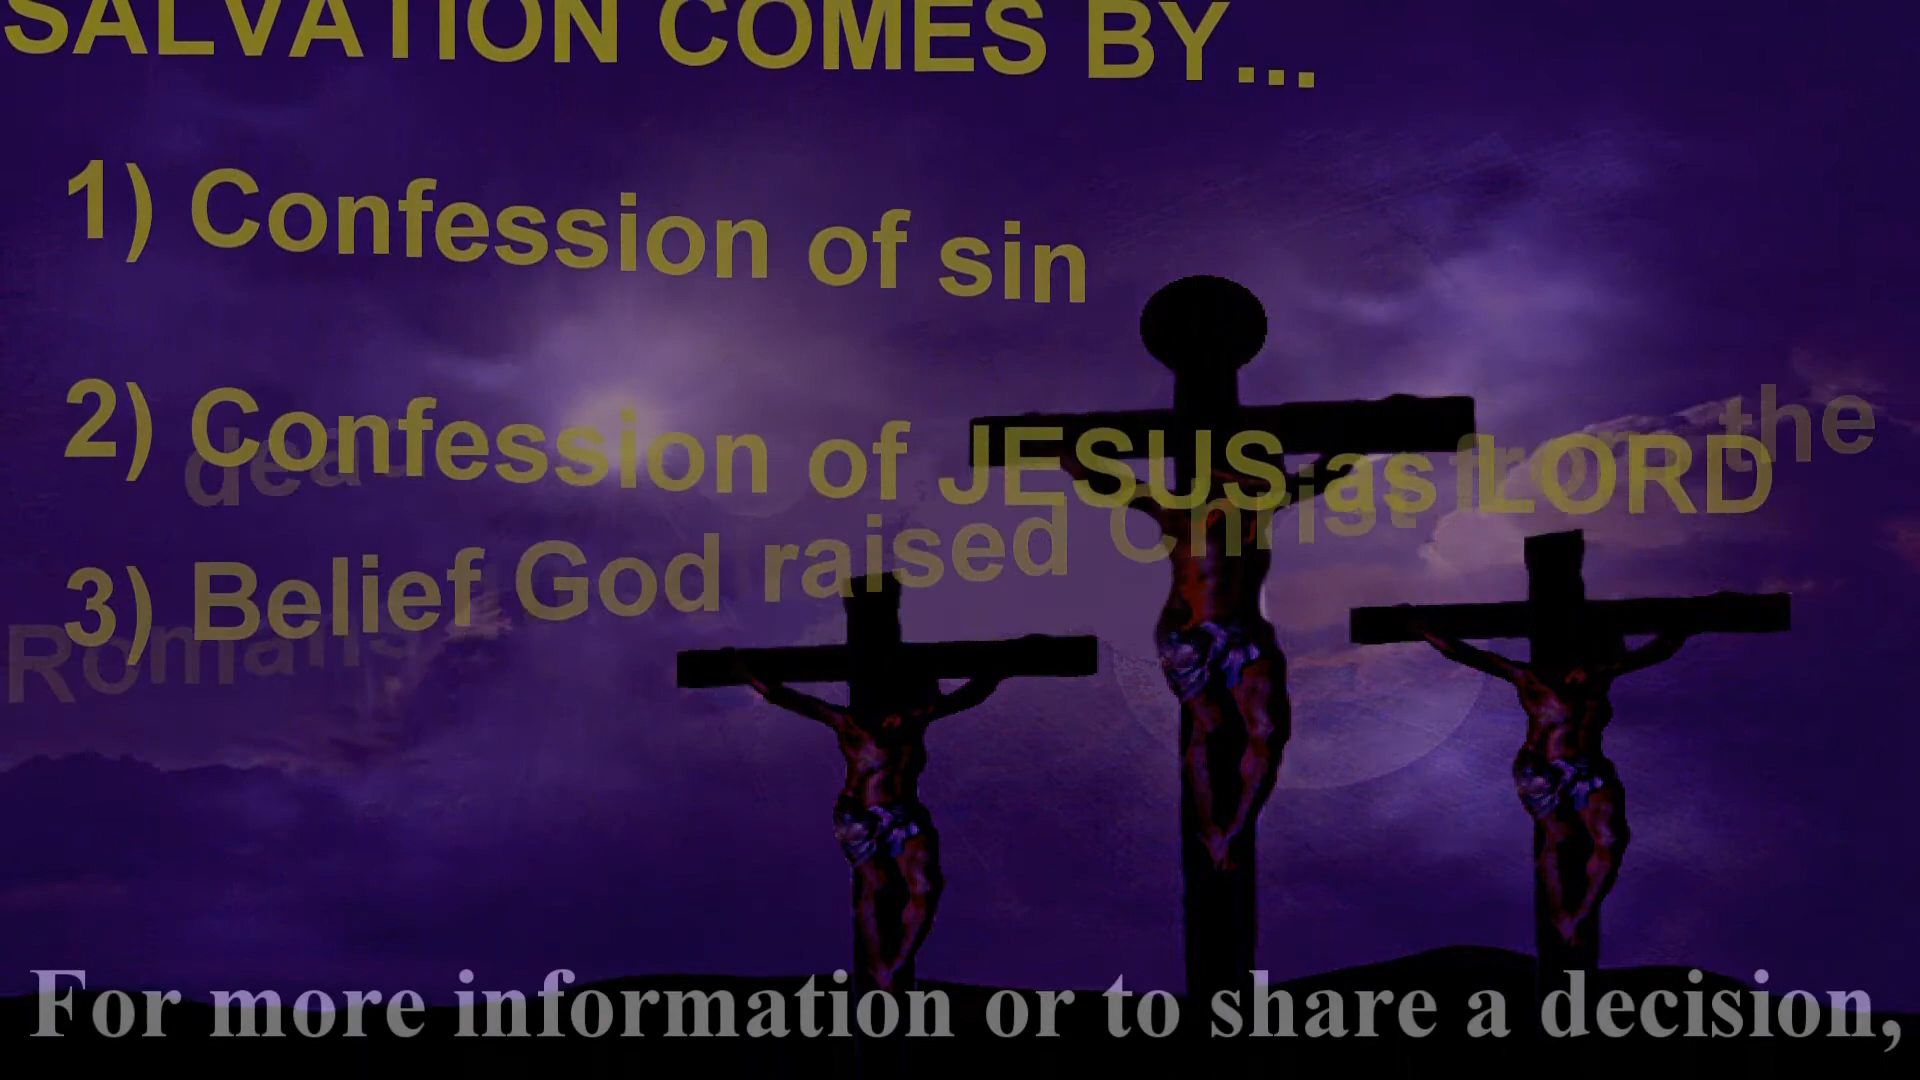 SALVATION COMES BY...
1) Confession of sin
2) Confession of JESUS as LORD
3) Belief God raised Christ from the
dead
Romans
For more information or to share a decision,